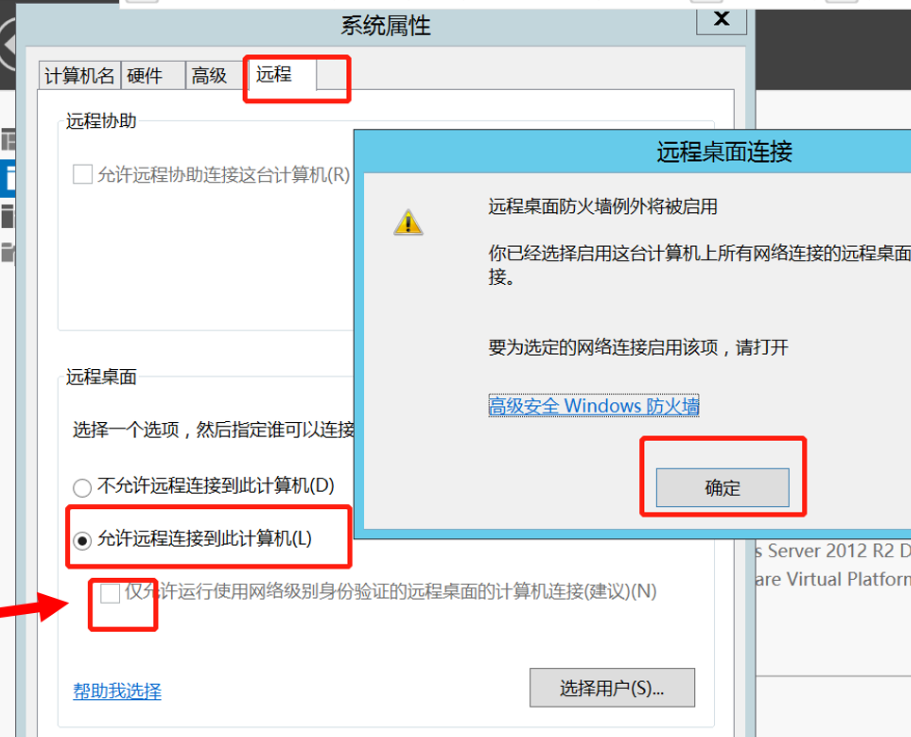 系统属性
计算机名 硬件 高级 远程
远程协助
允许远程协助连接这台计算机(R)
远程桌面连接
远程桌面防火墙例外将被启用
你已经选择启用这台计算机上所有网络连接的远程桌面
接。
要为选定的网络连接启用该项，请打开
高级安全 Windows 防火墙
确定
远程桌面
选择一个选项，然后指定谁可以连接
不允许远程连接到此计算机(D)
允许远程连接到此计算机(L)
仅允许运行使用网络级别身份验证的远程桌面的计算机连接(建议)(N)
帮助我选择
选择用户(S)...
s Server 2012 R2 D
are Virtual Platform